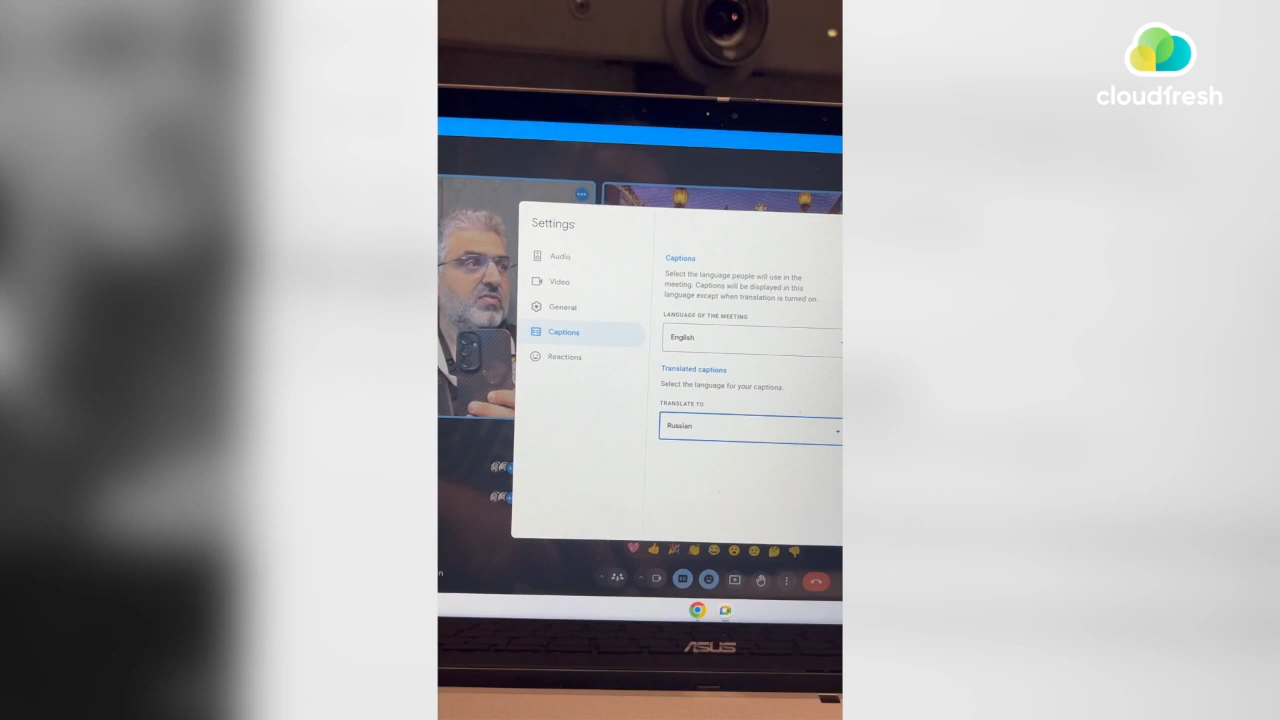 cloudfresh
Settings
Audio
Video
General
Captions
Reactions
Captions
Select the language people will use in the
meeting. Captions will be displayed in this
language except when translation is turned on.
LANGUAGE OF THE MEETING
English
Translated captions
Select the language for your captions.
TRANSLATE TO
Russian
n
ASUS